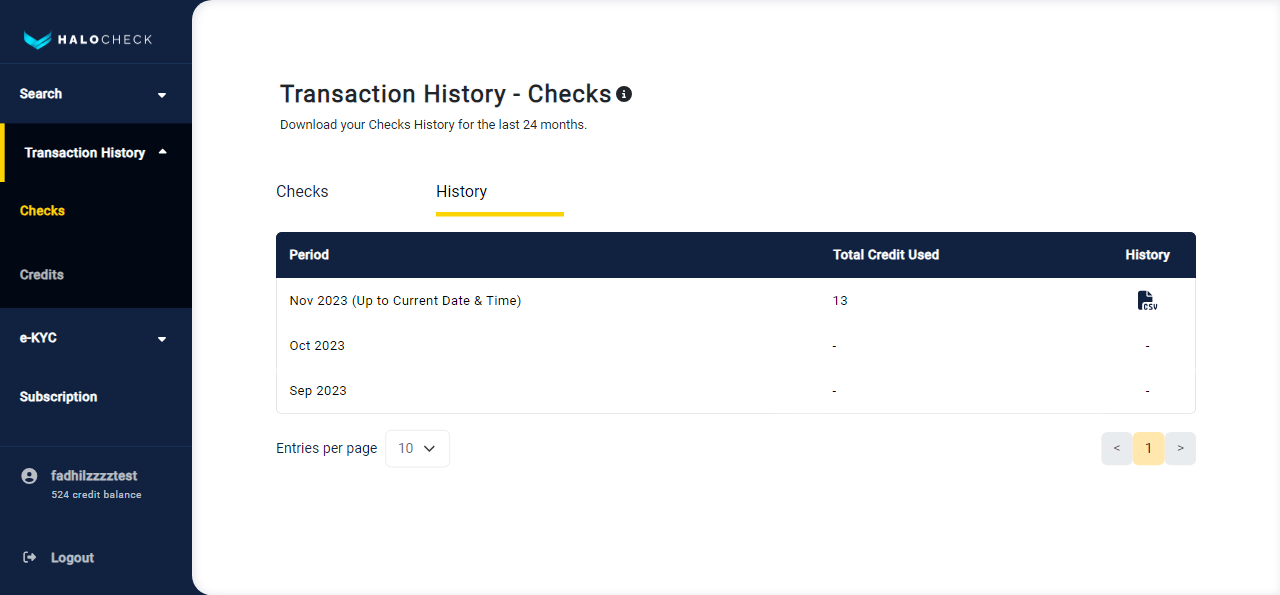 HALOCHECK
Search
Transaction History
Checks
Credits
e-KYC
Subscription
fadhilzzzztest
524 credit balance
Logout
Transaction History - Checks
Download your Checks History for the last 24 months.
Checks History
Period Total Credit Used History
Nov 2023 (Up to Current Date & Time) 13 CSV
Oct 2023 - -
Sep 2023 - -
Entries per page 10 < 1 >